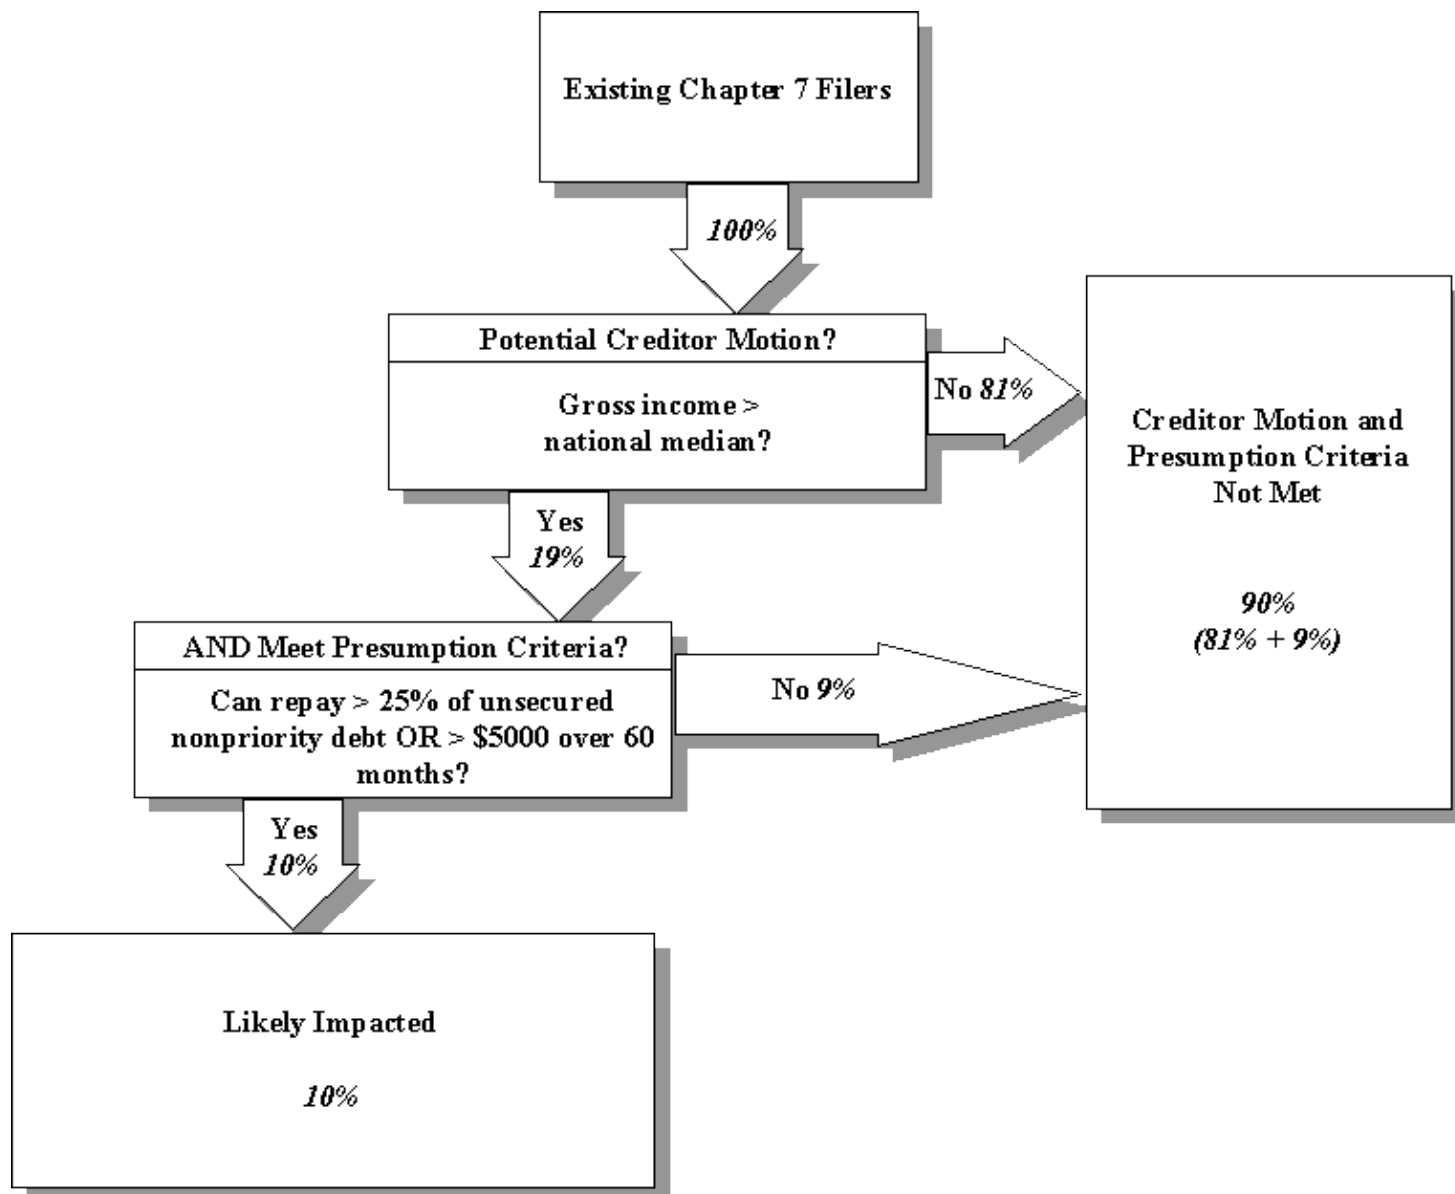 Existing Chapter 7 Filers
100%
Potential Creditor Motion?
Gross income >
national median?
No 81%
Creditor Motion and
Presumption Criteria
Not Met
90%
(81% + 9%)
Yes
19%
AND Meet Presumption Criteria?
Can repay > 25% of unsecured
nonpriority debt OR > $5000 over 60
months?
No 9%
Yes
10%
Likely Impacted
10%